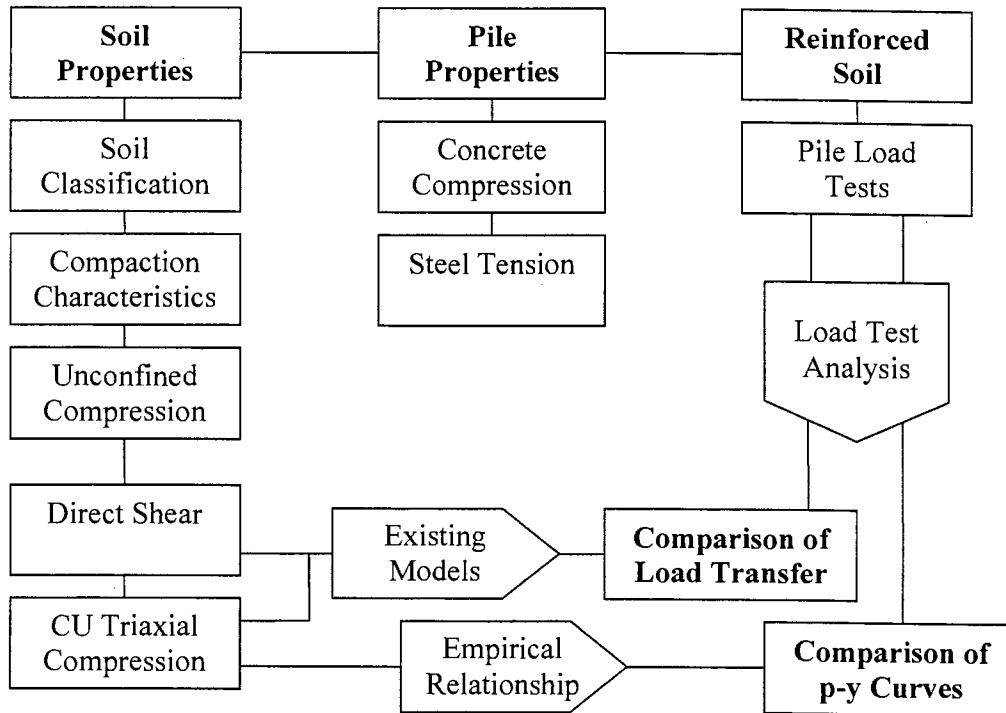 Soil
Properties
Pile
Properties
Reinforced
Soil
Soil
Classification
Concrete
Compression
Pile Load
Tests
Compaction
Characteristics
Steel Tension
Load Test
Analysis
Unconfined
Compression
Direct Shear
Existing
Models
Comparison of
Load Transfer
CU Triaxial
Compression
Empirical
Relationship
Comparison of
p-y Curves